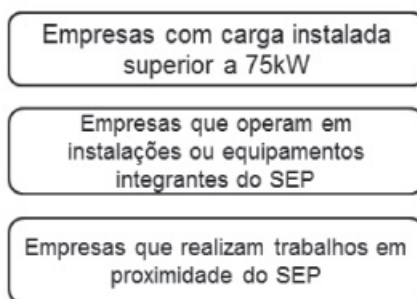 Empresas com carga instalada
superior a 75kW
Empresas que operam em
instalações ou equipamentos
integrantes do SEP
Empresas que realizam trabalhos em
proximidade do SEP